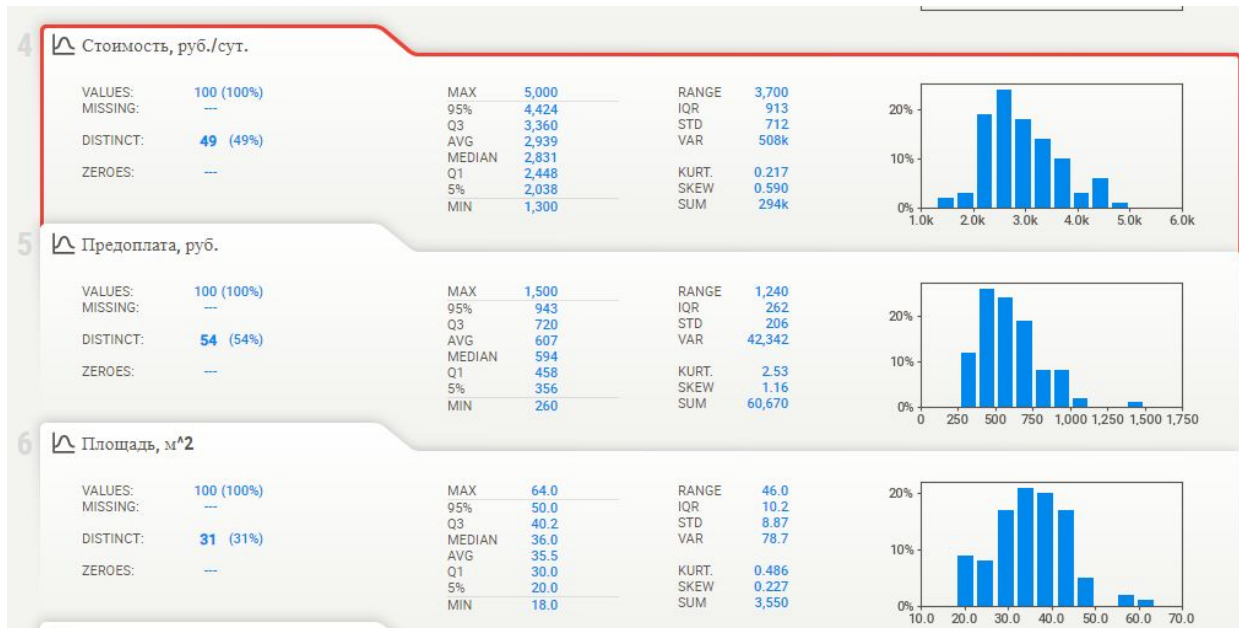 4 Стоимость, руб./сут.
VALUES: 100 (100%) MAX 5,000 RANGE 3,700
MISSING: --- 95% 4,424 IQR 913
Q3 3,360 STD 712
DISTINCT: 49 (49%) AVG 2,939 VAR 508k
MEDIAN 2,831
ZEROES: --- Q1 2,448 KURT. 0.217
5% 2,038 SKEW 0.590
MIN 1,300 SUM 294k
20%
10%
0%
1.0k 2.0k 3.0k 4.0k 5.0k 6.0k
5 Предоплата, руб.
VALUES: 100 (100%) MAX 1,500 RANGE 1,240
MISSING: --- 95% 943 IQR 262
Q3 720 STD 206
DISTINCT: 54 (54%) AVG 607 VAR 42,342
MEDIAN 594
ZEROES: --- Q1 458 KURT. 2.53
5% 356 SKEW 1.16
MIN 260 SUM 60,670
20%
10%
0%
0 250 500 750 1,000 1,250 1,500 1,750
6 Площадь, м^2
VALUES: 100 (100%) MAX 64.0 RANGE 46.0
MISSING: --- 95% 50.0 IQR 10.2
Q3 40.2 STD 8.87
DISTINCT: 31 (31%) MEDIAN 36.0 VAR 78.7
AVG 35.5
ZEROES: --- Q1 30.0 KURT. 0.486
5% 20.0 SKEW 0.227
MIN 18.0 SUM 3,550
20%
10%
0%
10.0 20.0 30.0 40.0 50.0 60.0 70.0